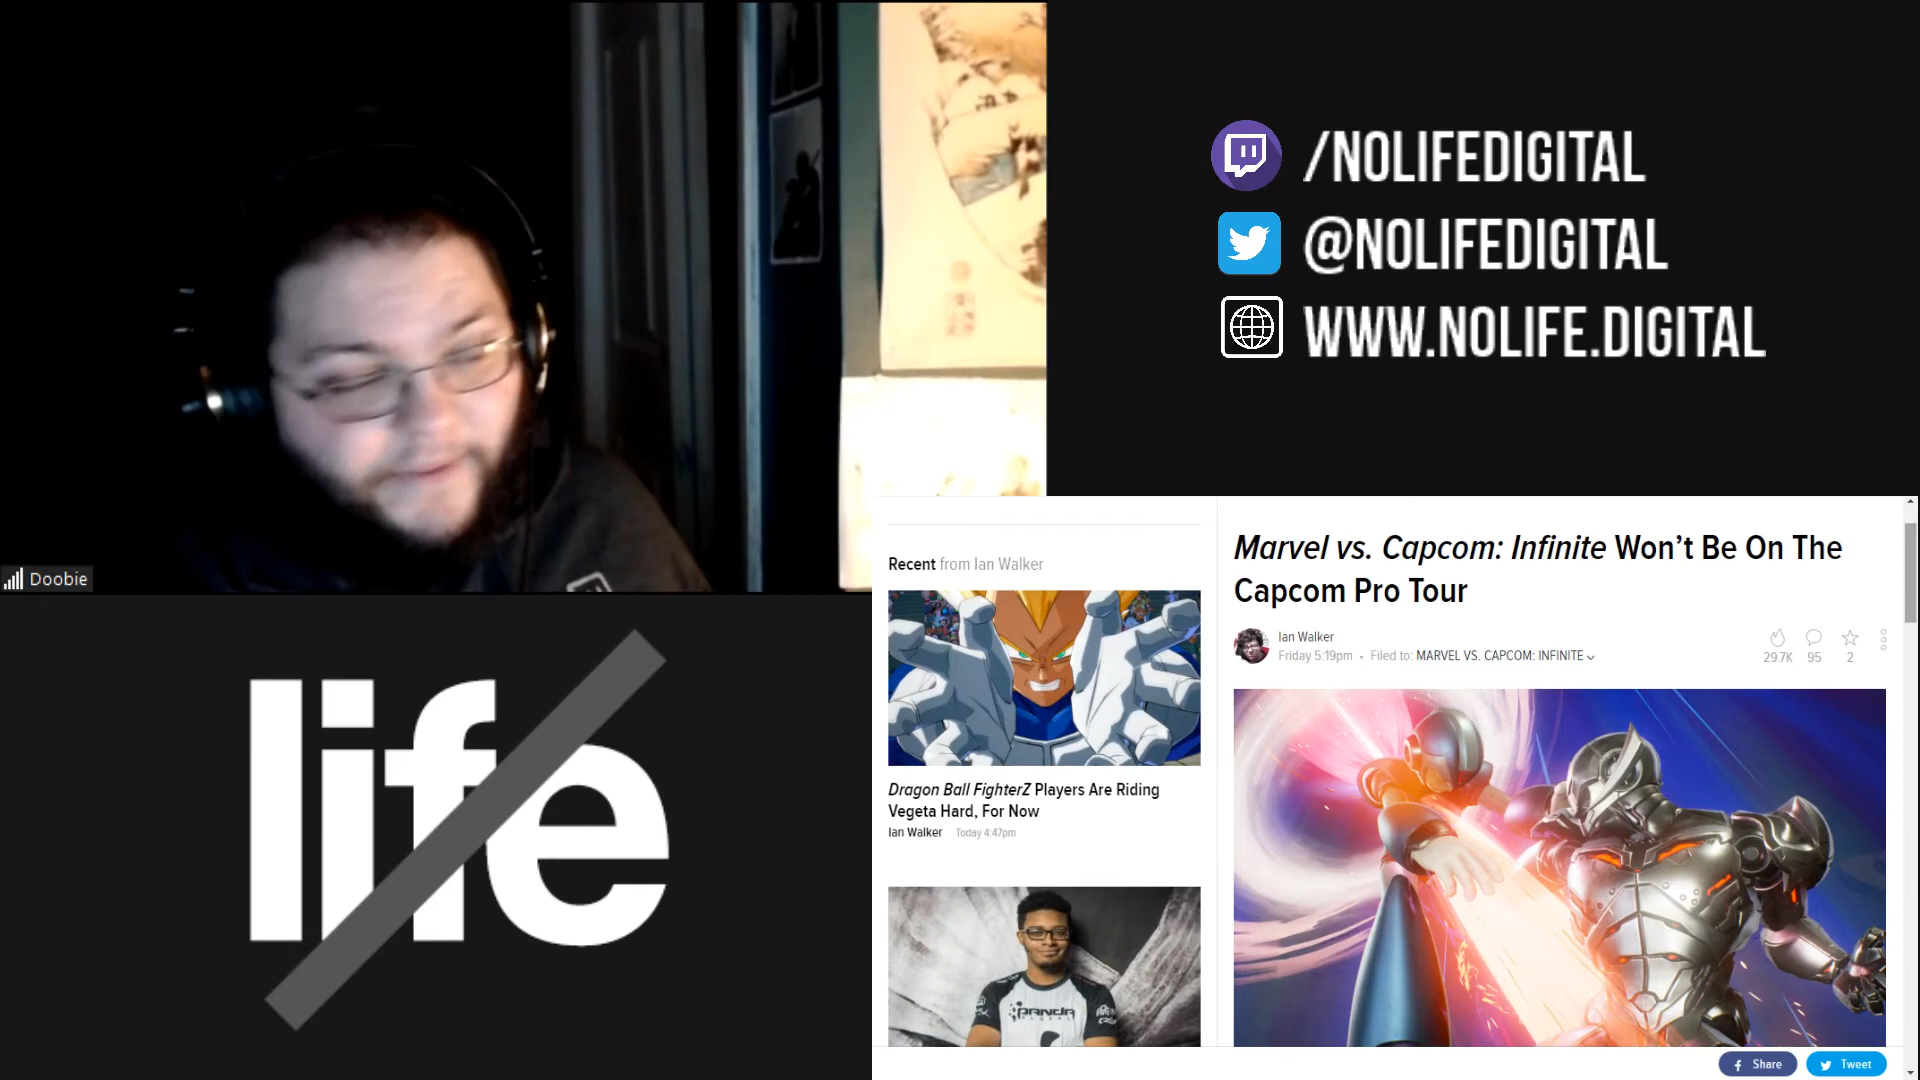 /NOLIFEDIGITAL
@NOLIFEDIGITAL
WWW.NOLIFE.DIGITAL
Doobie
life
Recent from Ian Walker
Dragon Ball FighterZ Players Are Riding
Vegeta Hard, For Now
Ian Walker Today 4:47pm
PANDA
Marvel vs. Capcom: Infinite Won't Be On The
Capcom Pro Tour
Ian Walker
Friday 5:19pm • Filed to: MARVEL VS. CAPCOM: INFINITE
29.7K 95 2
Share Tweet